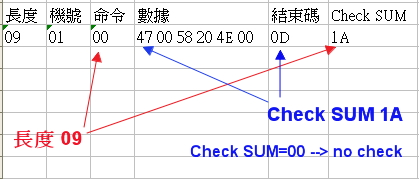 長度 機號 命令 數據 結束碼 Check SUM
09 01 00 47 00 58 20 4E 00 0D 1A
Check SUM 1A
長度 09
Check SUM=00 --> no check